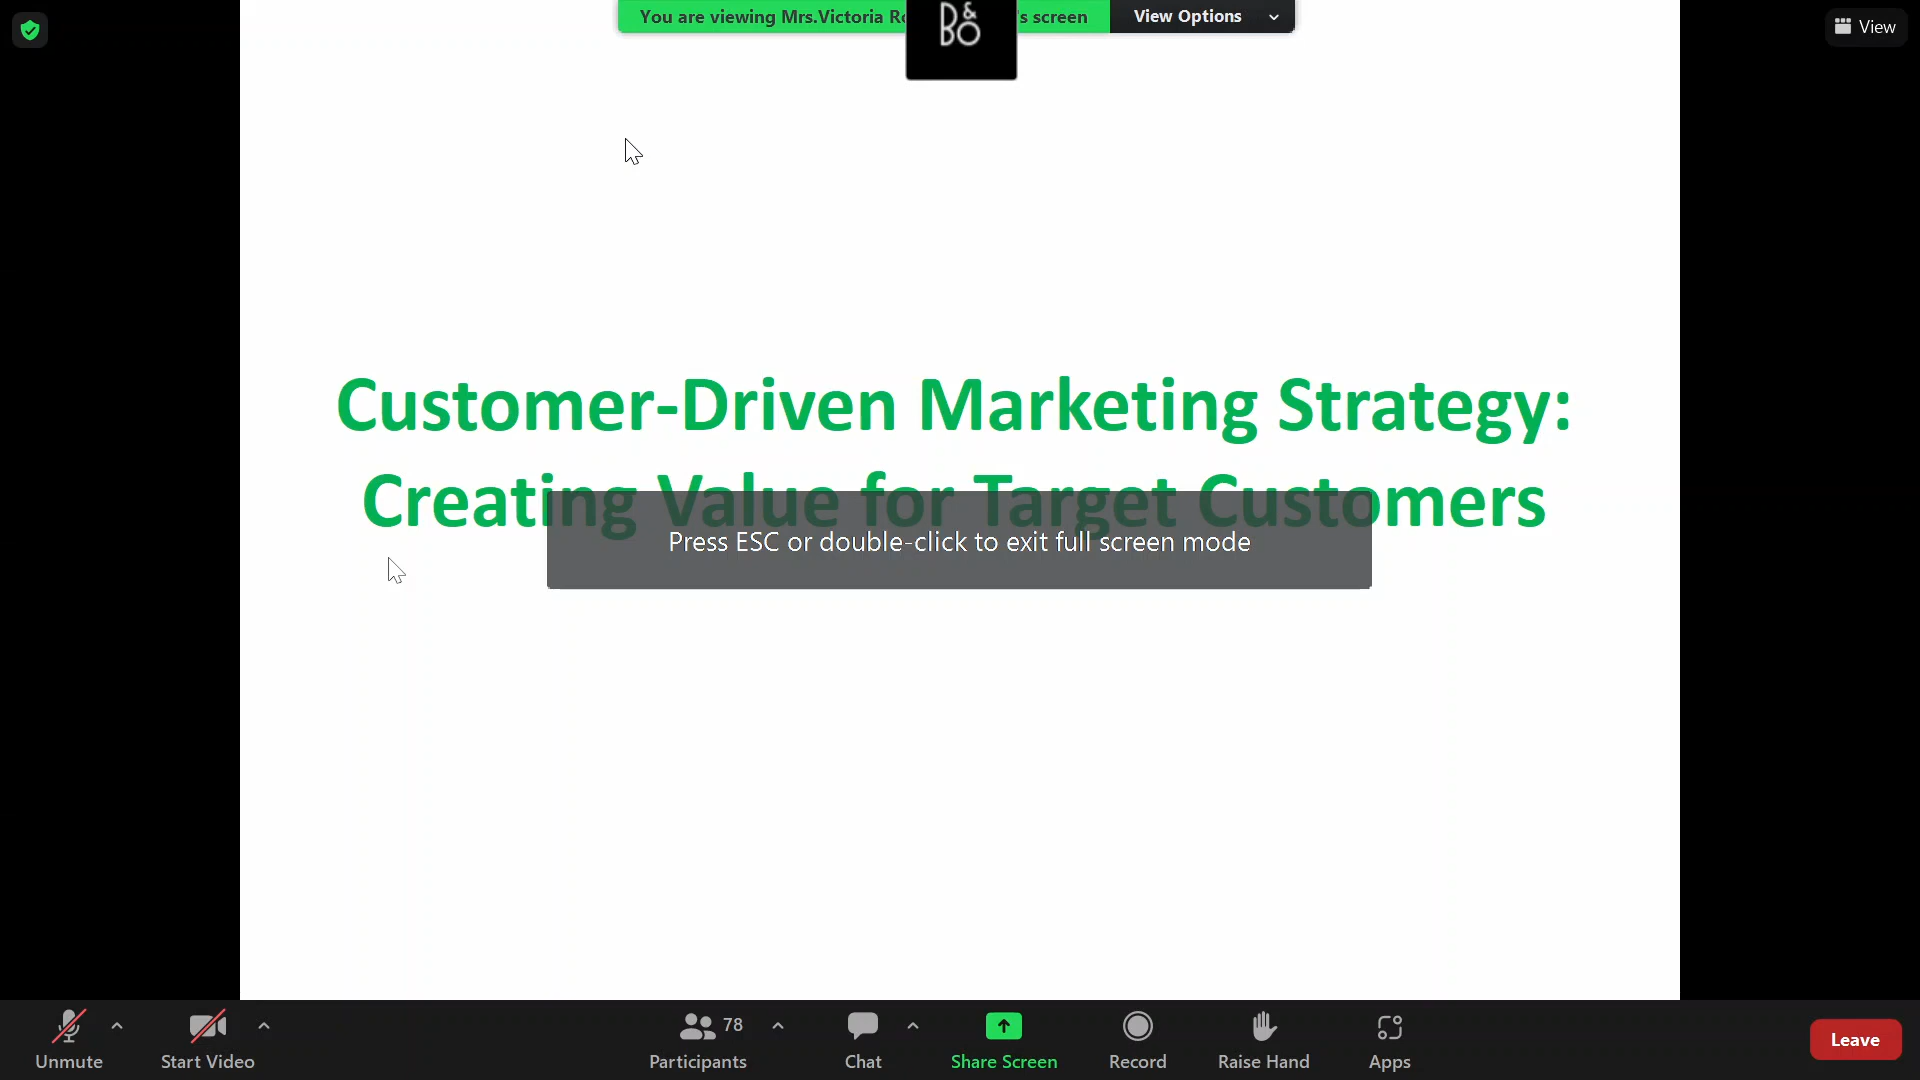 You are viewing Mrs.Victoria
's screen
View Options
B&
BO
View
Customer-Driven Marketing Strategy:
Creating Value for Target Customers
Press ESC or double-click to exit full screen mode
Unmute
Start Video
78
Participants
Chat
Share Screen
Record
Raise Hand
Apps
Leave